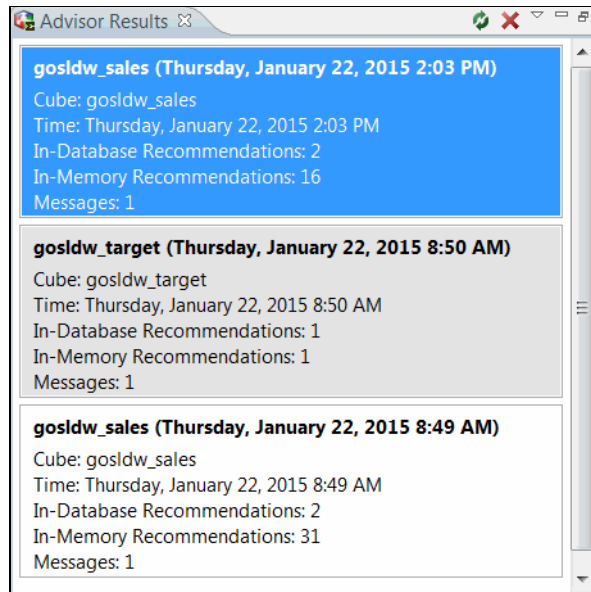 Advisor Results
gosldw_sales (Thursday, January 22, 2015 2:03 PM)
Cube: gosldw_sales
Time: Thursday, January 22, 2015 2:03 PM
In-Database Recommendations: 2
In-Memory Recommendations: 16
Messages: 1
gosldw_target (Thursday, January 22, 2015 8:50 AM)
Cube: gosldw_target
Time: Thursday, January 22, 2015 8:50 AM
In-Database Recommendations: 1
In-Memory Recommendations: 1
Messages: 1
gosldw_sales (Thursday, January 22, 2015 8:49 AM)
Cube: gosldw_sales
Time: Thursday, January 22, 2015 8:49 AM
In-Database Recommendations: 2
In-Memory Recommendations: 31
Messages: 1